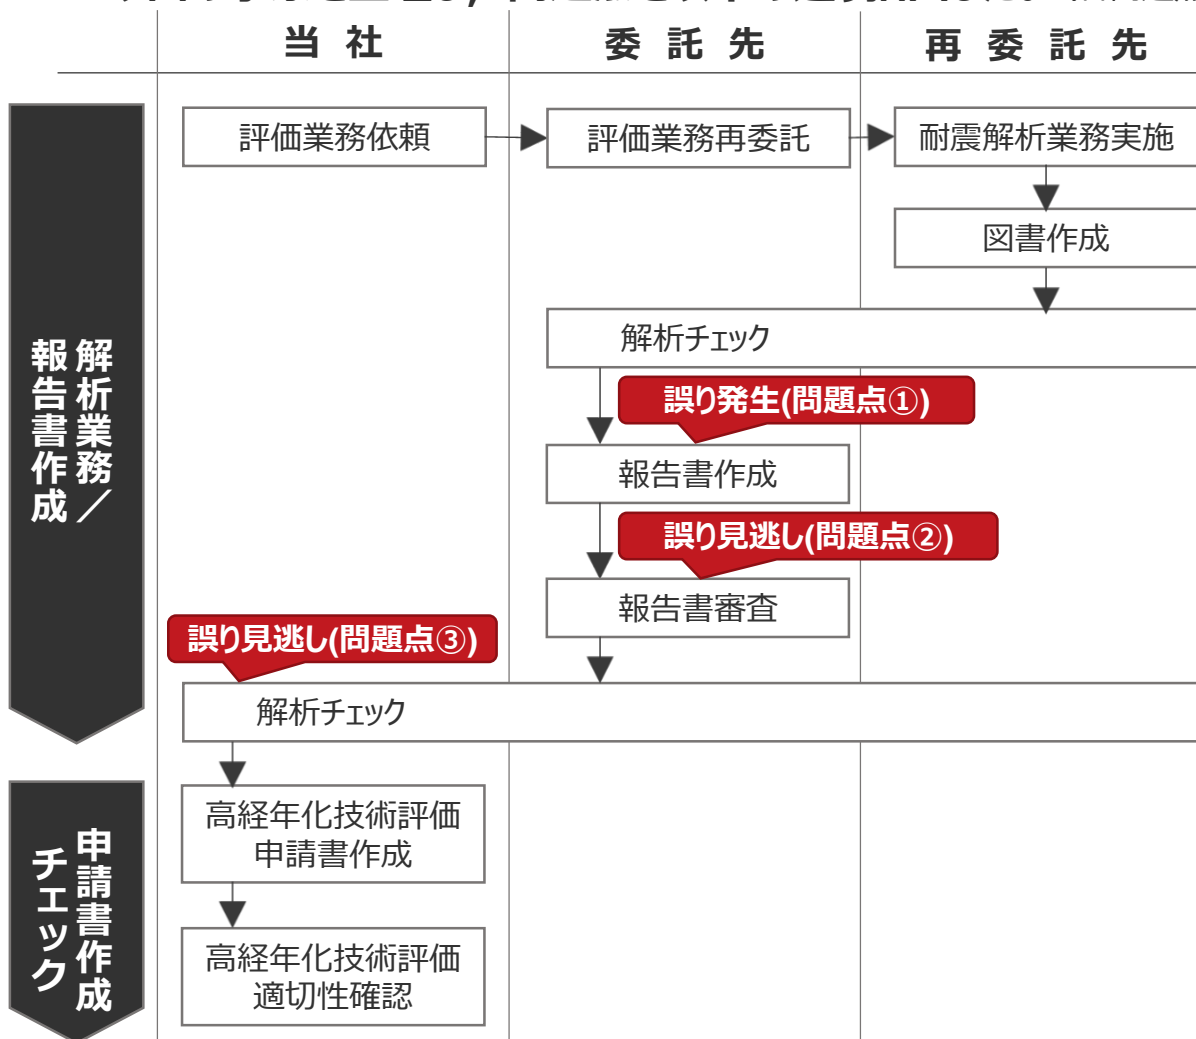 当 社
委 託 先
再 委 託 先
解析業務／
報告書作成
評価業務依頼
評価業務再委託
耐震解析業務実施
図書作成
解析チェック
誤り発生(問題点①)
報告書作成
誤り見逃し(問題点②)
報告書審査
誤り見逃し(問題点③)
解析チェック
申請書作成
チェック
高経年化技術評価
申請書作成
高経年化技術評価
適切性確認